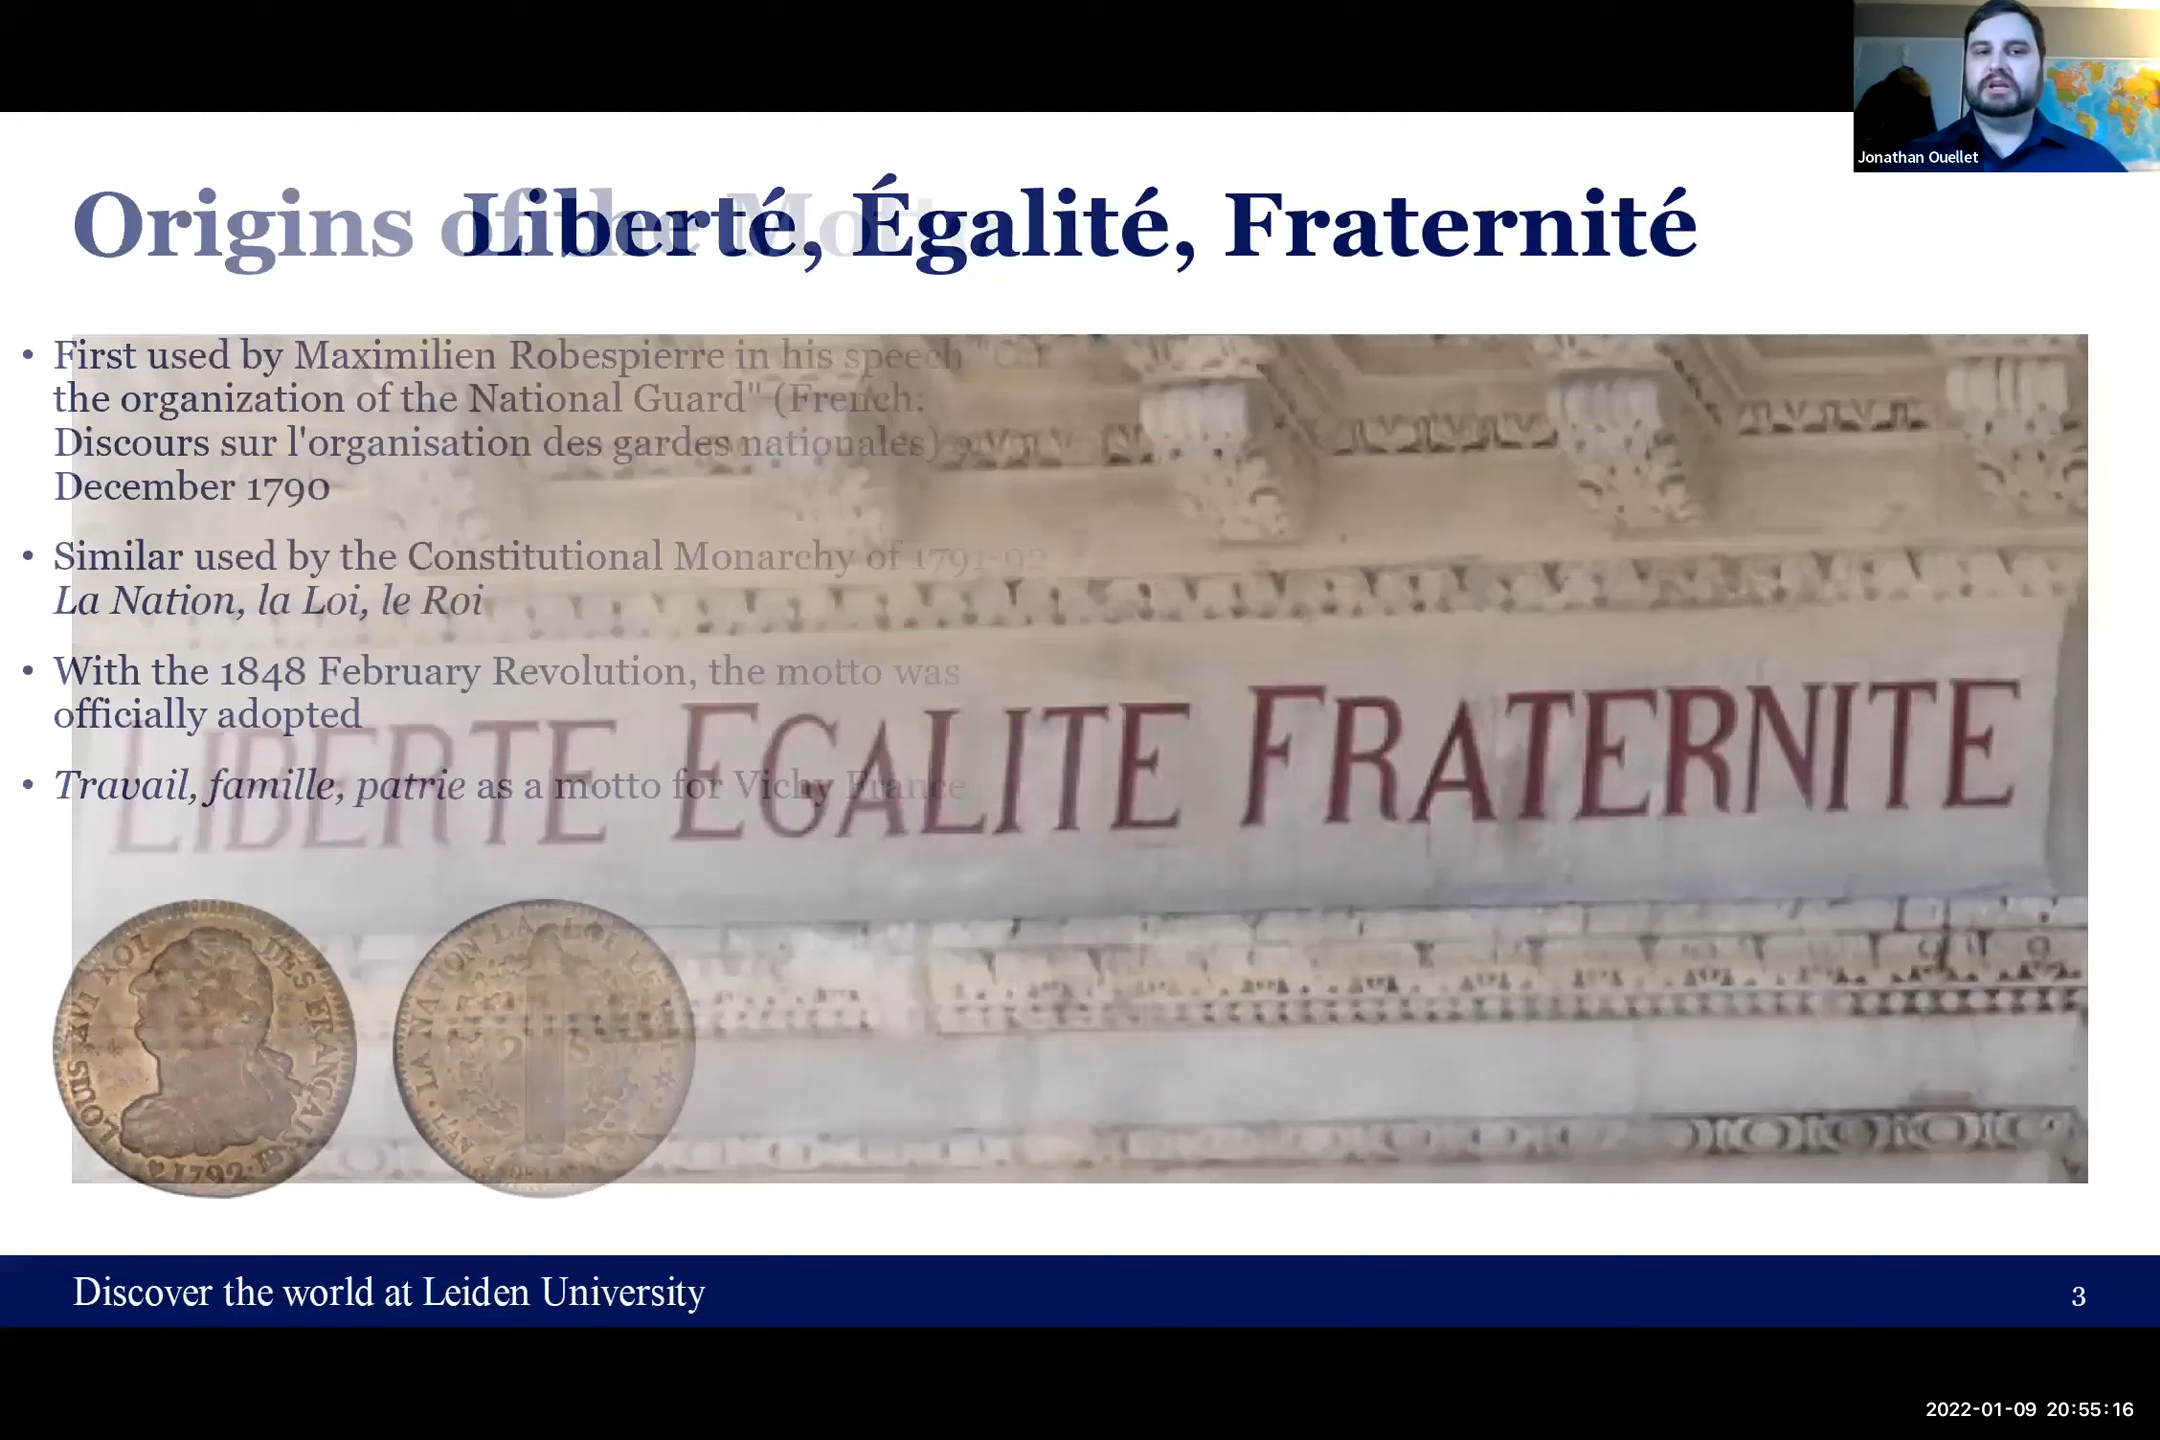 Jonathan Ouellet
Origins of the Mott
Liberté, Égalité, Fraternité
• First used by Maximilien Robespierre in his speech "On
the organization of the National Guard" (French:
Discours sur l'organisation des gardes nationales)
December 1790
• Similar used by the Constitutional Monarchy of 1791-92
La Nation, la Loi, le Roi
• With the 1848 February Revolution, the motto was
officially adopted
• Travail, famille, patrie as a motto for Vichy France
LIBERTE EGALITE FRATERNITE
LOUIS XVI ROI DES FRANÇAIS
1792
LA NATION LA LOI LE
2 S
Discover the world at Leiden University
3
2022-01-09 20:55:16